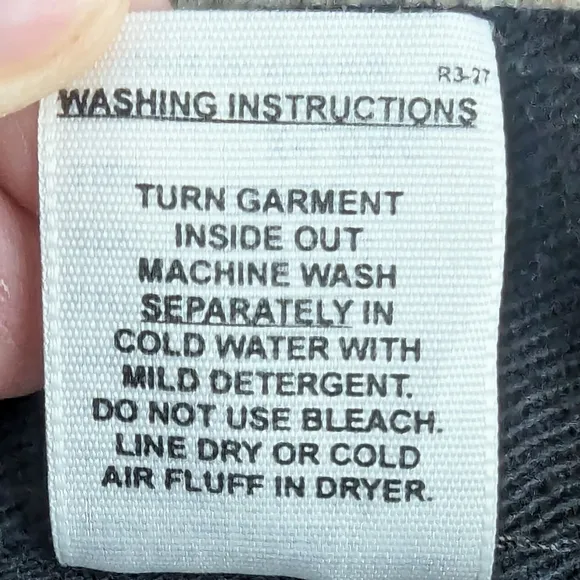 R3-27
WASHING INSTRUCTIONS
TURN GARMENT
INSIDE OUT
MACHINE WASH
SEPARATELY IN
COLD WATER WITH
MILD DETERGENT.
DO NOT USE BLEACH.
LINE DRY OR COLD
AIR FLUFF IN DRYER.